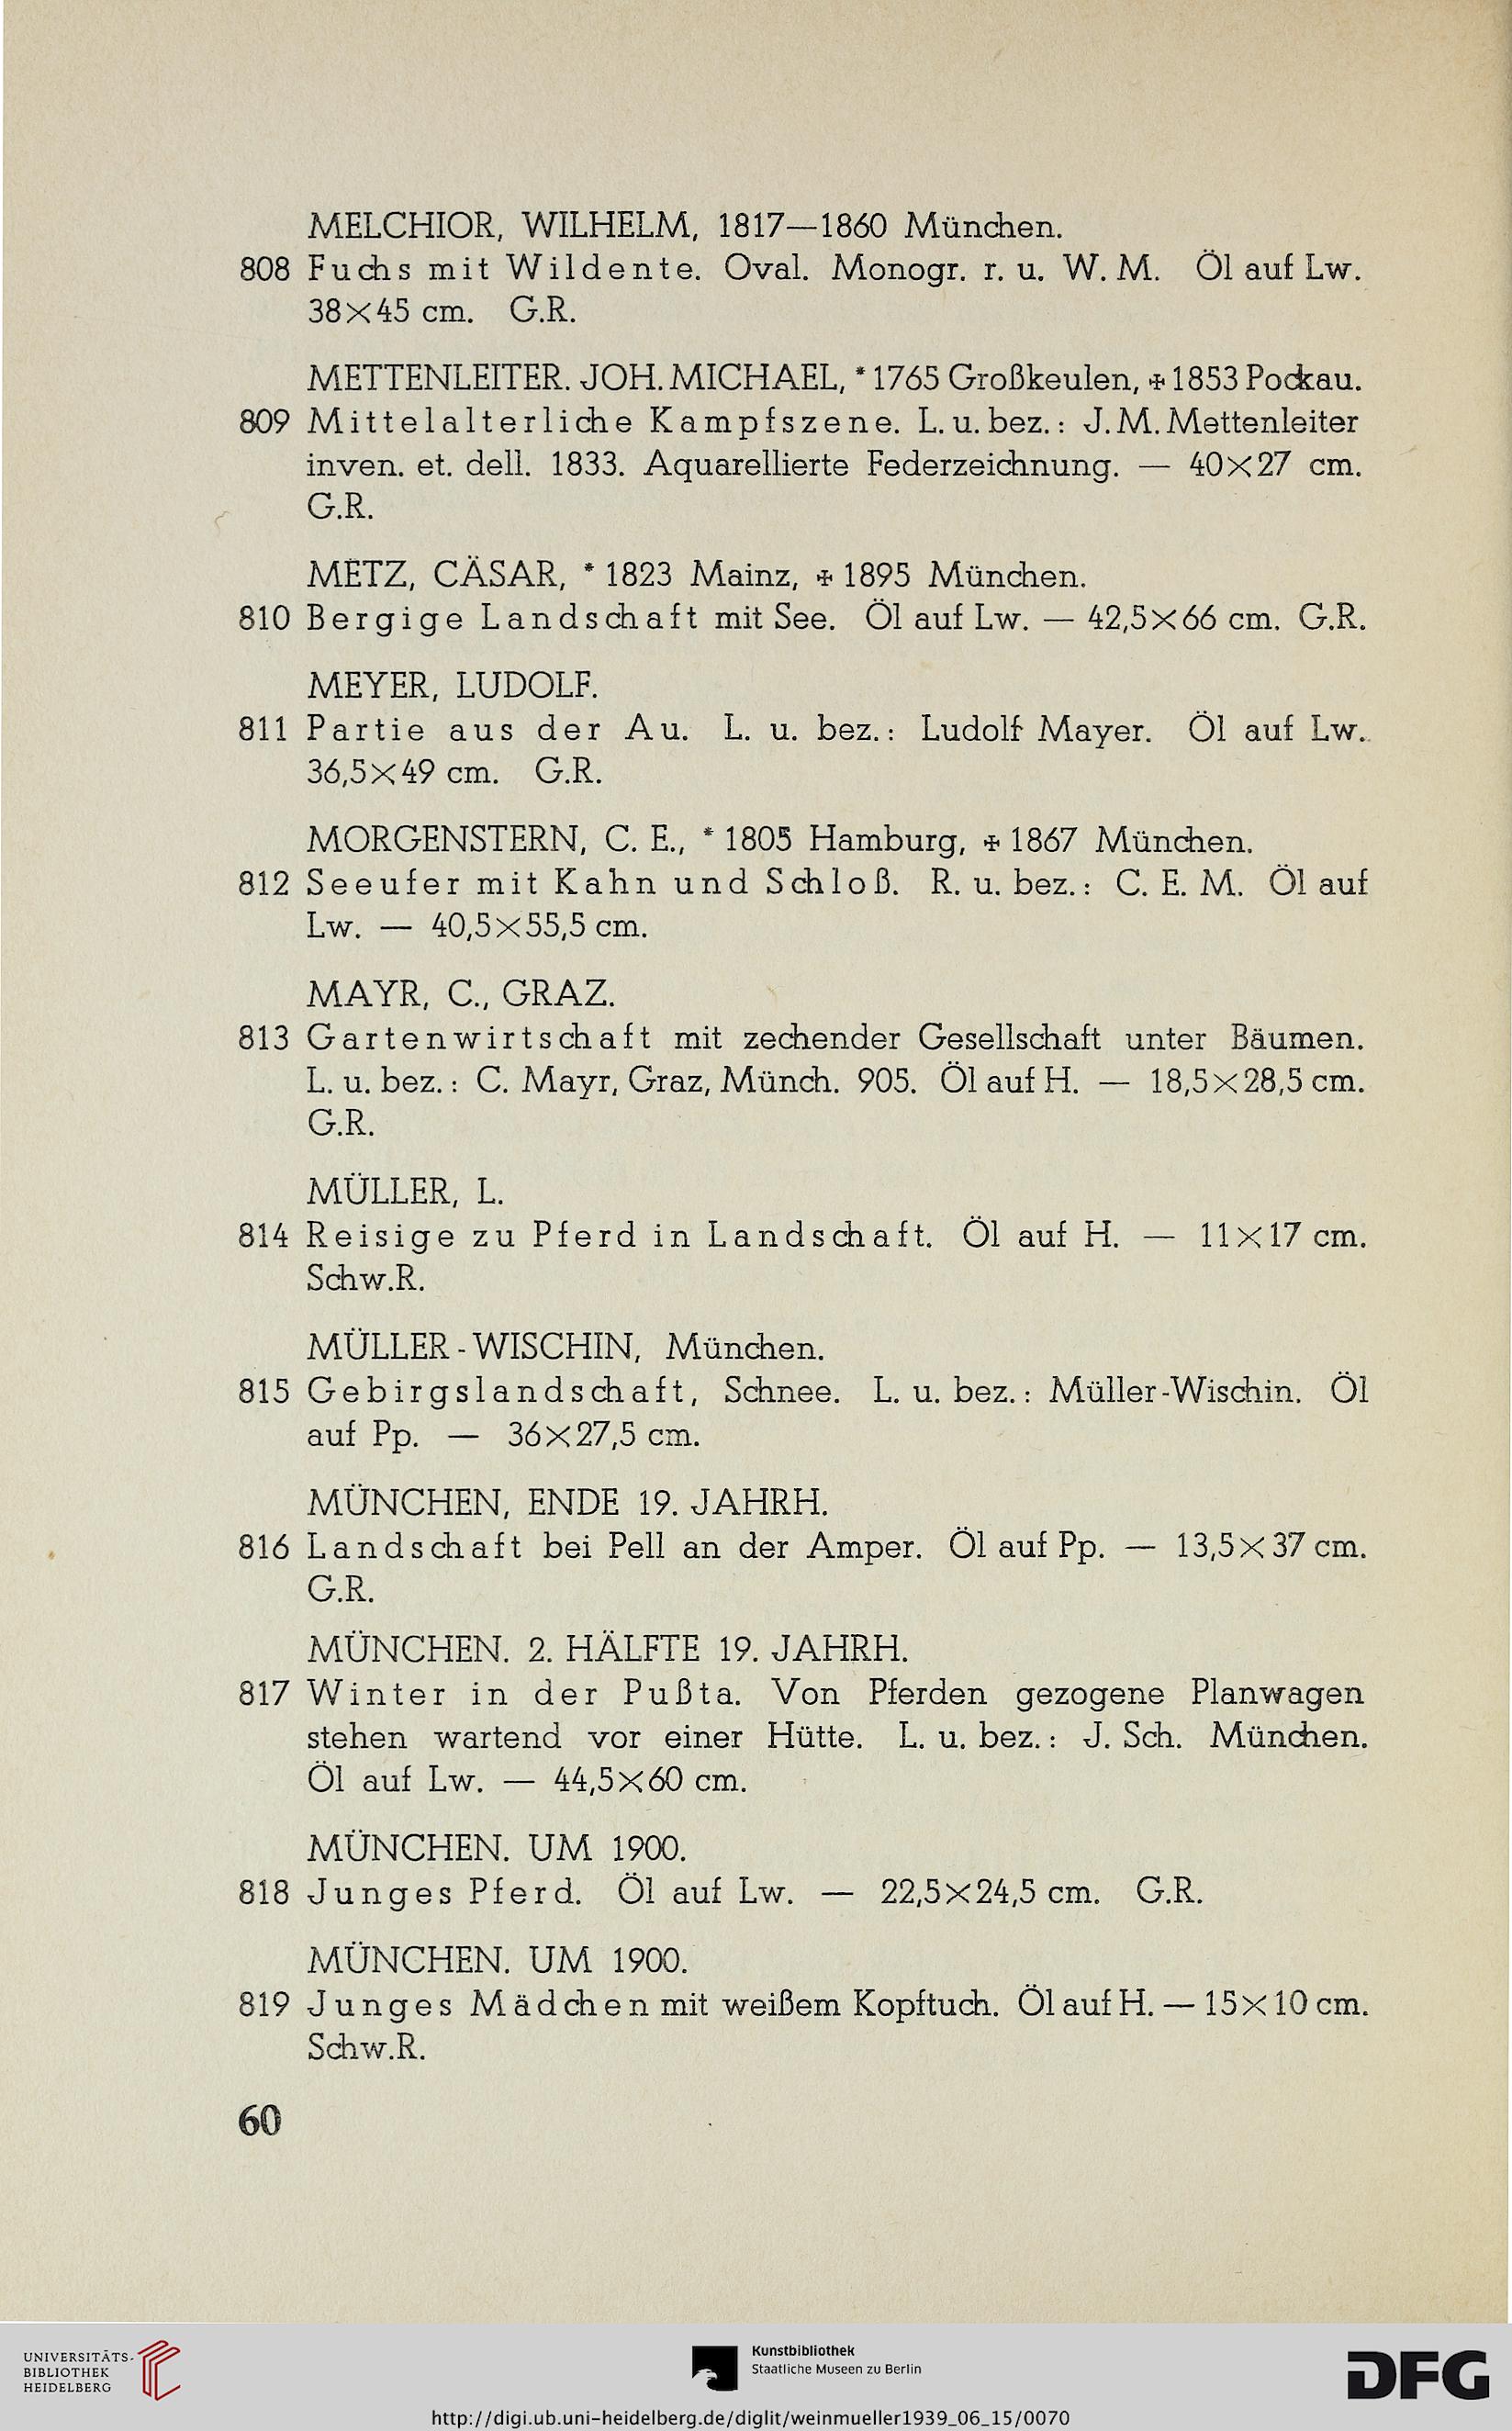 MELCHIOR, WILHELM, 1817—1860 München.
808 Fuchs mit Wildente. Oval. Monogr. r. u. W. M. Öl auf Lw.
38×45 cm. G.R.
METTENLEITER. JOH. MICHAEL, * 1765 Großkeulen, ✠ 1853 Pockau.
809 Mittelalterliche Kampfszene. L. u. bez.: J. M. Mettenleiter
inven. et. dell. 1833. Aquarellierte Federzeichnung. — 40×27 cm.
G.R.
METZ, CÄSAR, * 1823 Mainz, ✠ 1895 München.
810 Bergige Landschaft mit See. Öl auf Lw. — 42,5×66 cm. G.R.
MEYER, LUDOLF.
811 Partie aus der Au. L. u. bez.: Ludolf Mayer. Öl auf Lw.
36,5×49 cm. G.R.
MORGENSTERN, C. E., * 1805 Hamburg, ✠ 1867 München.
812 Seeufer mit Kahn und Schloß. R. u. bez.: C. E. M. Öl auf
Lw. — 40,5×55,5 cm.
MAYR, C., GRAZ.
813 Gartenwirtschaft mit zechender Gesellschaft unter Bäumen.
L. u. bez.: C. Mayr, Graz, Münch. 905. Öl auf H. — 18,5×28,5 cm.
G.R.
MÜLLER, L.
814 Reisige zu Pferd in Landschaft. Öl auf H. — 11×17 cm.
Schw.R.
MÜLLER-WISCHIN, München.
815 Gebirgslandschaft, Schnee. L. u. bez.: Müller-Wischin. Öl
auf Pp. — 36×27,5 cm.
MÜNCHEN, ENDE 19. JAHRH.
816 Landschaft bei Pell an der Amper. Öl auf Pp. — 13,5×37 cm.
G.R.
MÜNCHEN. 2. HÄLFTE 19. JAHRH.
817 Winter in der Pußta. Von Pferden gezogene Planwagen
stehen wartend vor einer Hütte. L. u. bez.: J. Sch. München.
Öl auf Lw. — 44,5×60 cm.
MÜNCHEN. UM 1900.
818 Junges Pferd. Öl auf Lw. — 22,5×24,5 cm. G.R.
MÜNCHEN. UM 1900.
819 Junges Mädchen mit weißem Kopftuch. Öl auf H. — 15×10 cm.
Schw.R.
60
UNIVERSITÄTS-
BIBLIOTHEK
HEIDELBERG
Kunstbibliothek
Staatliche Museen zu Berlin
DFG
http://digi.ub.uni-heidelberg.de/diglit/weinmueller1939_06_15/0070